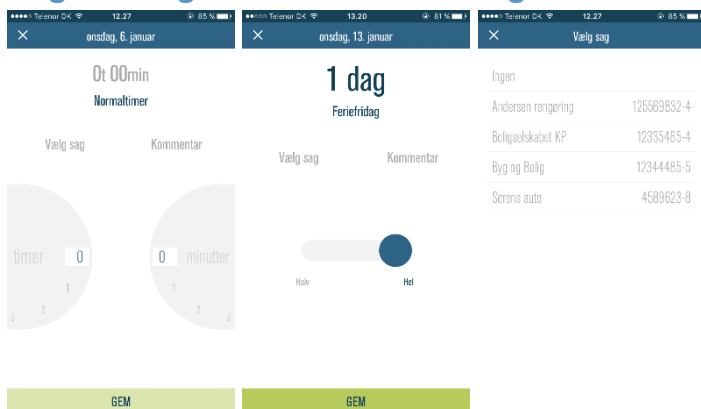 Telenor DK 12.27 85 %
onsdag, 6. januar
0t 00min
Normaltimer
Vælg sag Kommentar
timer 0
1
2
3
0 minutter
1
2
3
GEM
Telenor DK 13.20 81 %
onsdag, 13. januar
1 dag
Feriefridag
Vælg sag Kommentar
Halv Hel
GEM
Telenor DK 12.27 85 %
Vælg sag
Ingen
Andersen rengøring 125569832-4
Boligselskabet KP 12335485-4
Byg og Bolig 12344485-5
Sørens auto 4589623-8